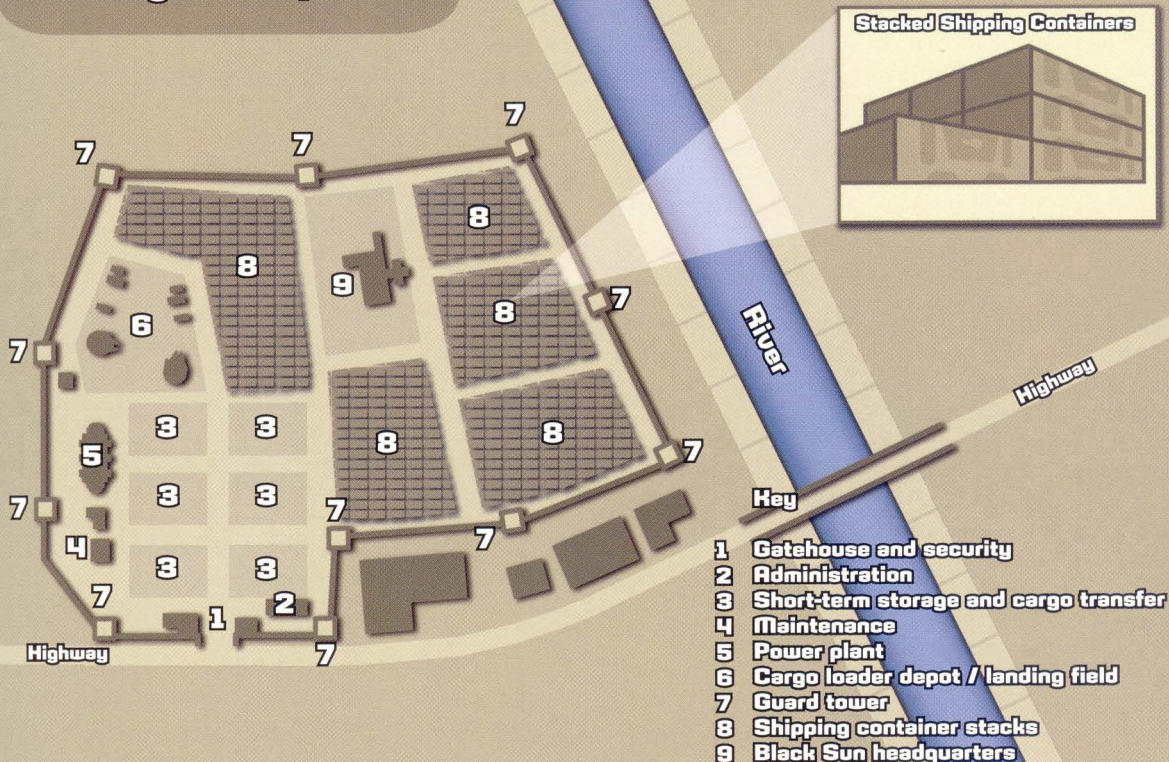 Stacked Shipping Containers
7
7
7
8
8
9
8
7
6
7
River
Highway
3
3
8
8
5
7
3
3
7
7
7
4
3
3
7
1
2
7
Highway
Key
1 Gatehouse and security
2 Administration
3 Short-term storage and cargo transfer
4 Maintenance
5 Power plant
6 Cargo loader depot / landing field
7 Guard tower
8 Shipping container stacks
9 Black Sun headquarters